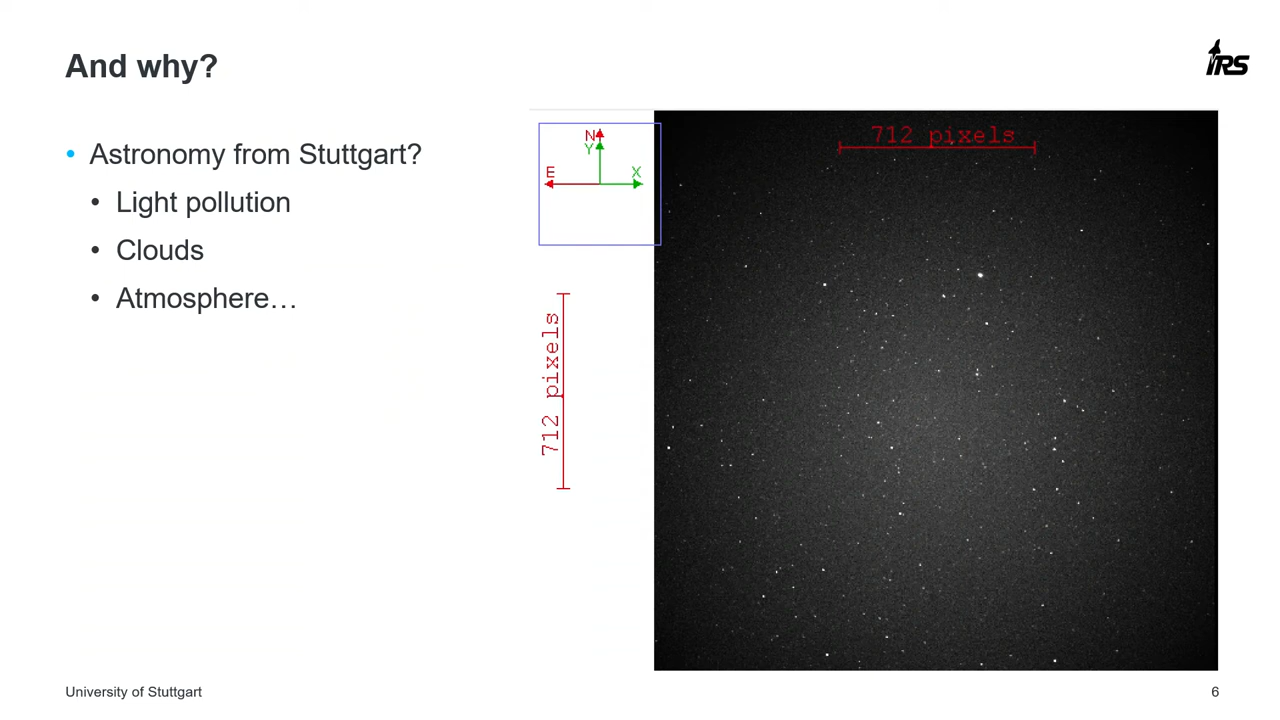 And why?
IRS
• Astronomy from Stuttgart?
• Light pollution
• Clouds
• Atmosphere…
N
Y
E
X
712 pixels
712 pixels
University of Stuttgart
6